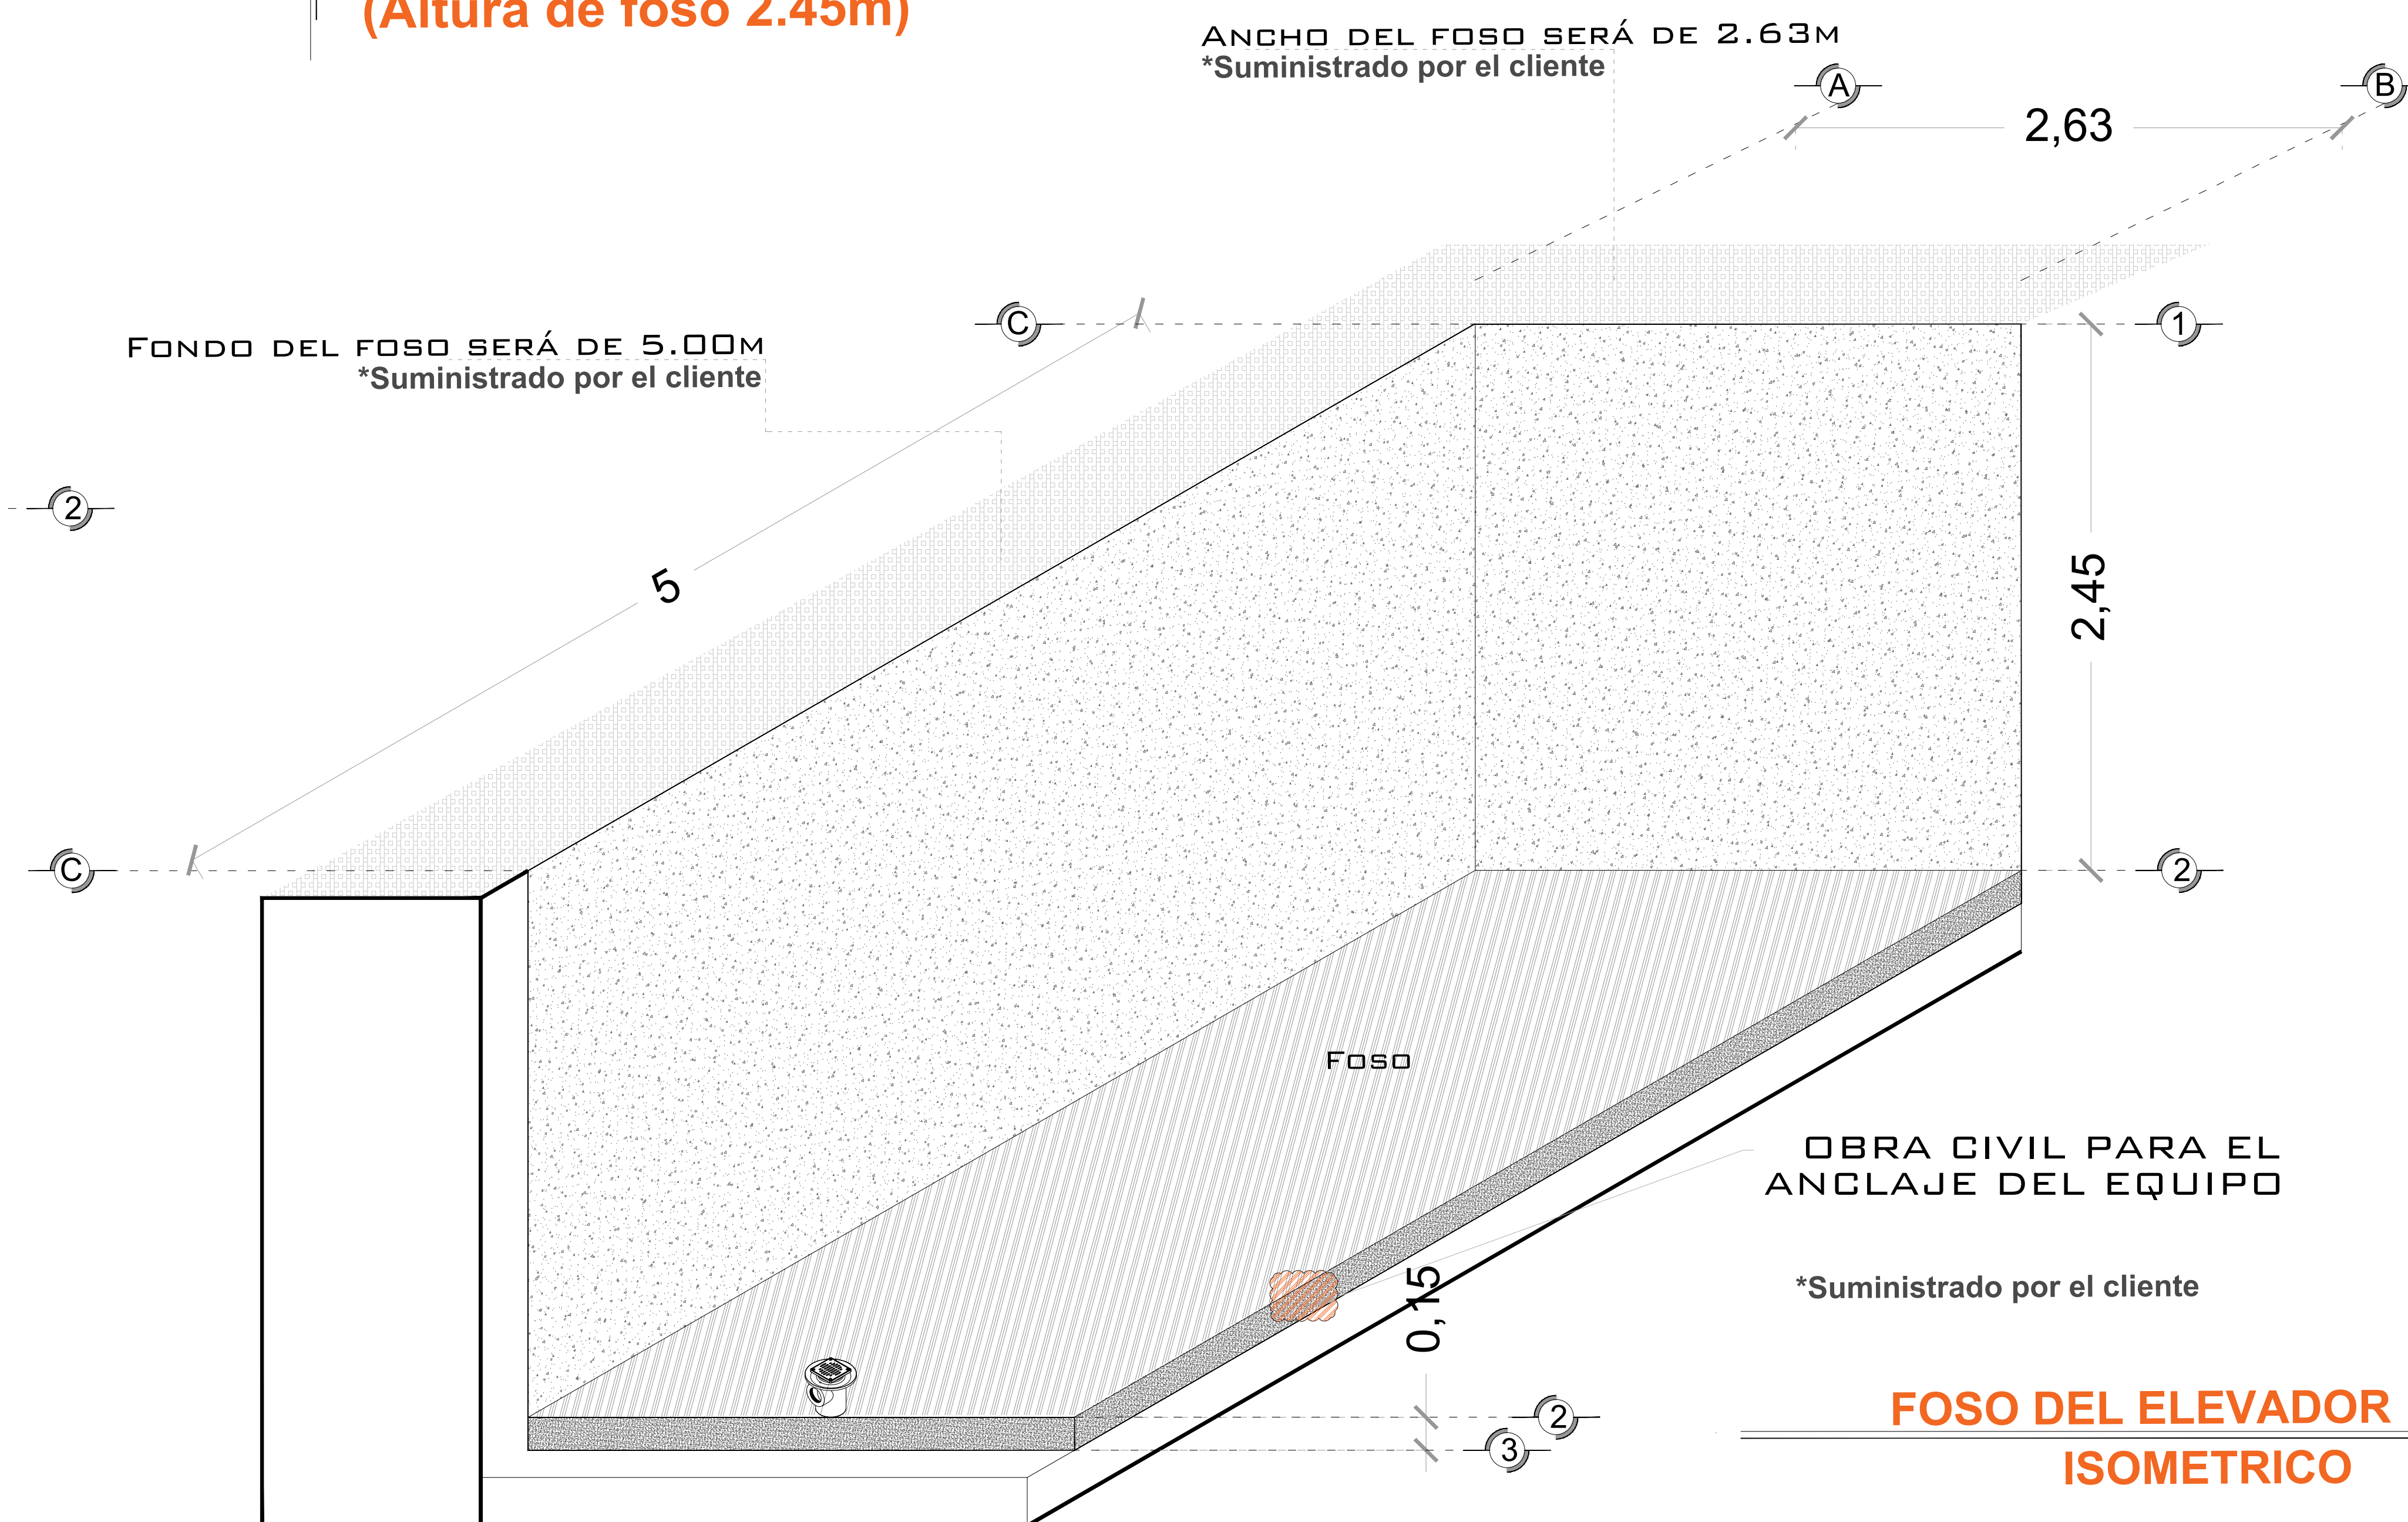 (Altura de foso 2.45m)
ANCHO DEL FOSO SERÁ DE 2.63M
*Suministrado por el cliente
A
B
2,63
C
1
FONDO DEL FOSO SERÁ DE 5.00M
*Suministrado por el cliente
2
5
2,45
C
2
FOSO
OBRA CIVIL PARA EL
ANCLAJE DEL EQUIPO
*Suministrado por el cliente
0,15
2
3
FOSO DEL ELEVADOR
ISOMETRICO